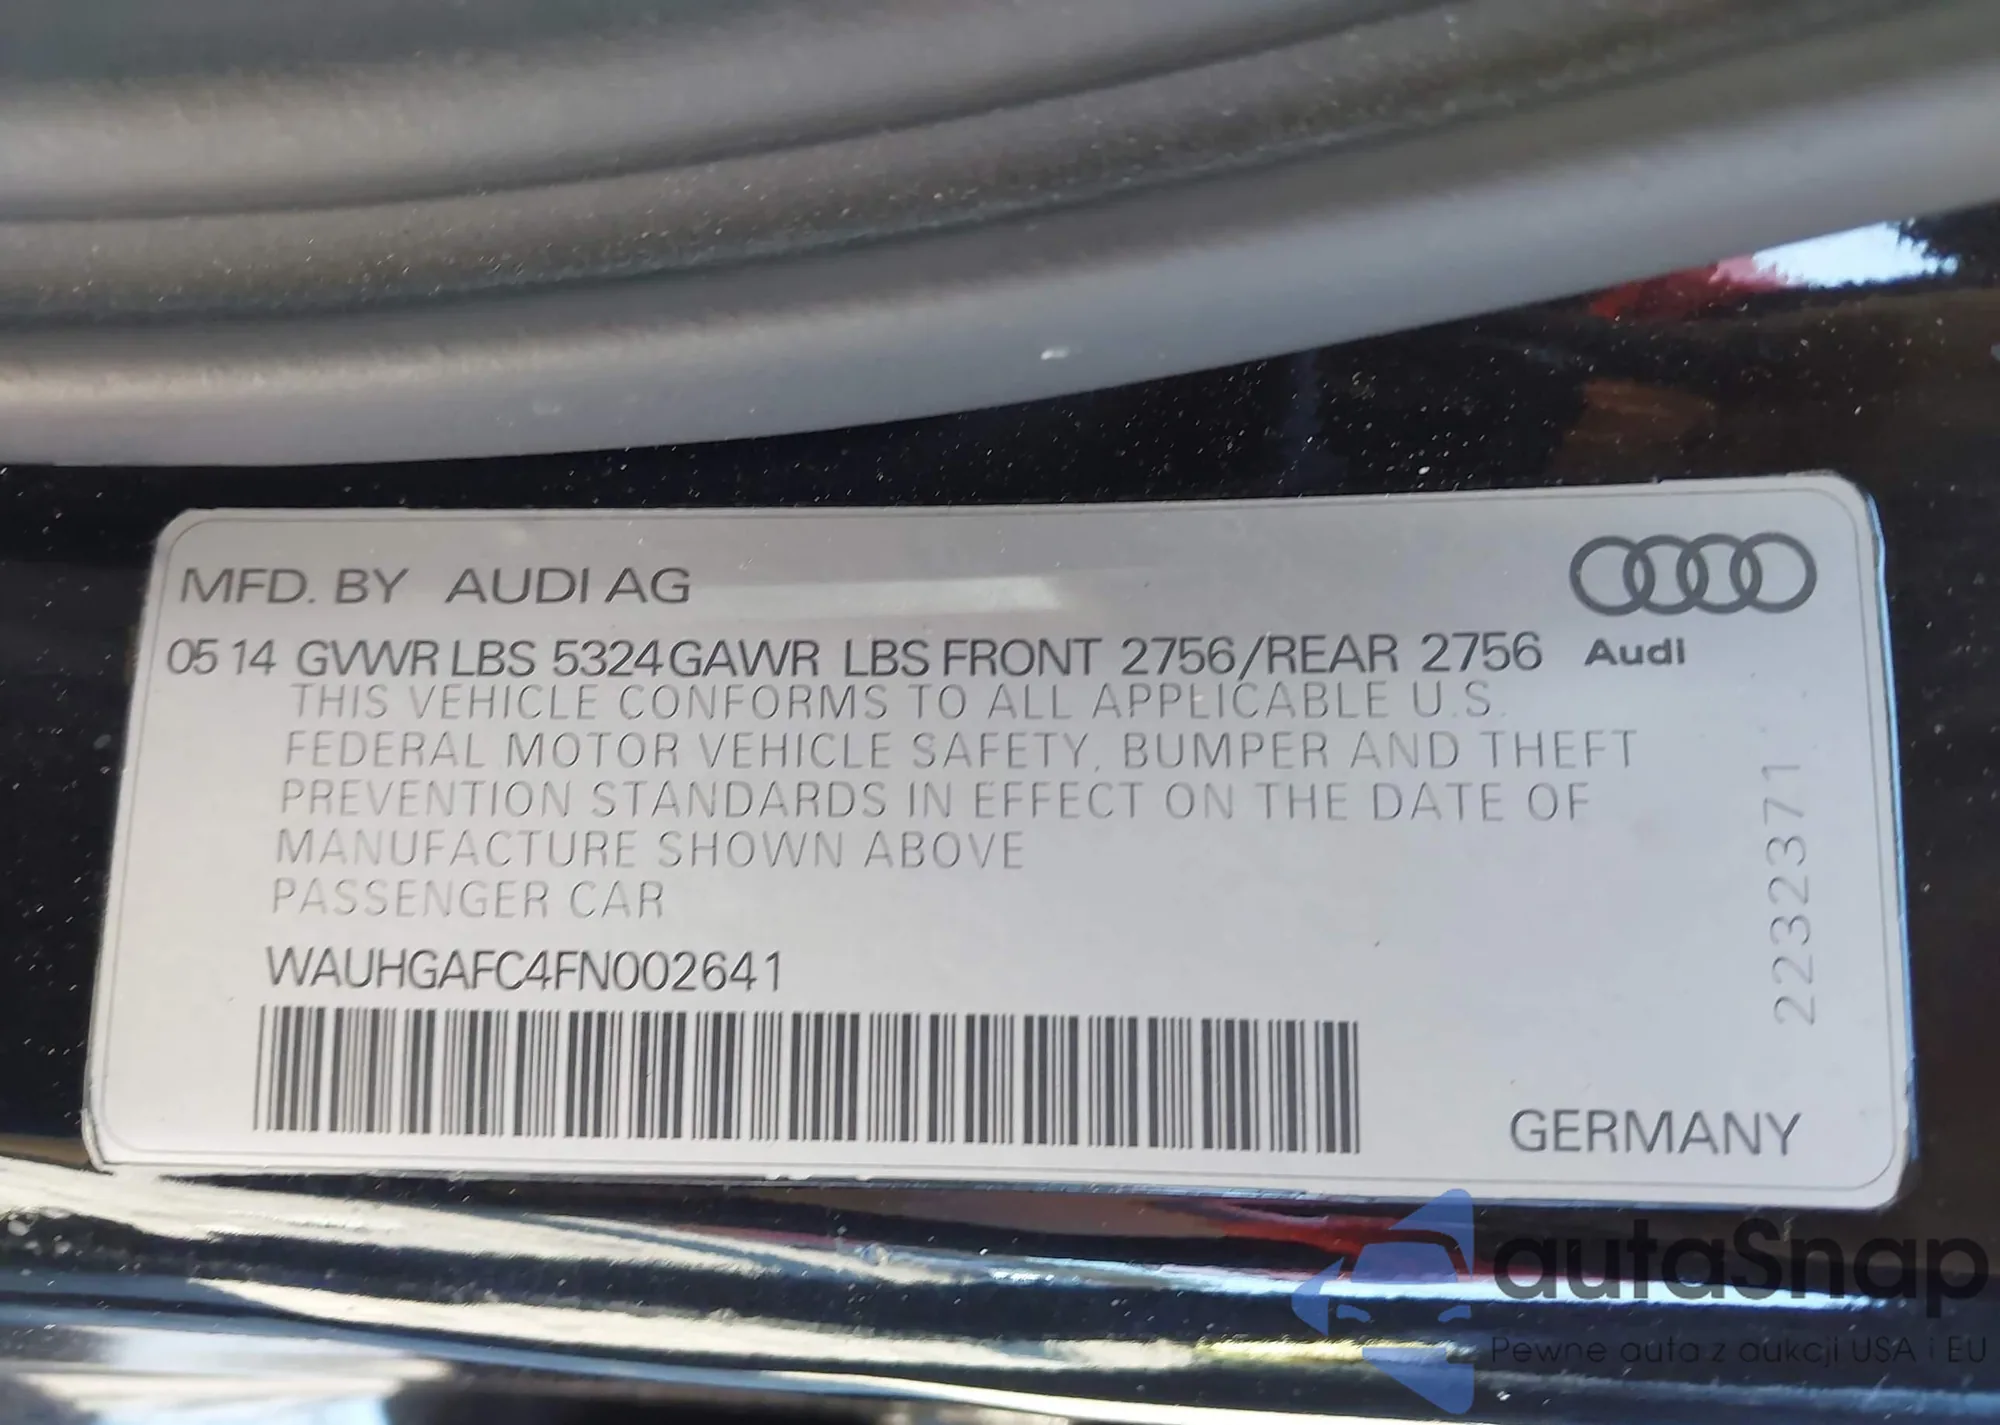 MFD. BY AUDI AG
05 14 GVWR LBS 5324 GAWR LBS FRONT 2756/REAR 2756
Audi
THIS VEHICLE CONFORMS TO ALL APPLICABLE U.S.
FEDERAL MOTOR VEHICLE SAFETY, BUMPER AND THEFT
PREVENTION STANDARDS IN EFFECT ON THE DATE OF
MANUFACTURE SHOWN ABOVE
PASSENGER CAR
WAUHGAFC4FN002641
2232371
GERMANY
autaSnap
Pewne auta z aukcji USA i EU